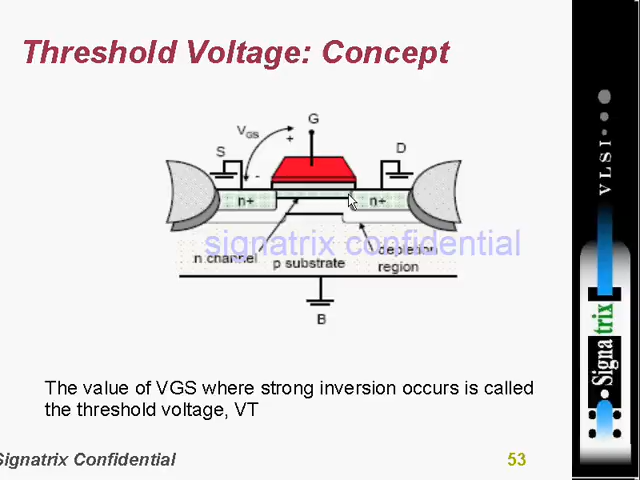 Threshold Voltage: Concept
G
VGS
+
S
D
-
n+
n+
signatrix confidential
n channel
p substrate
depletion
region
B
The value of VGS where strong inversion occurs is called
the threshold voltage, VT
Signatrix Confidential
53
VLSI
Signatrix